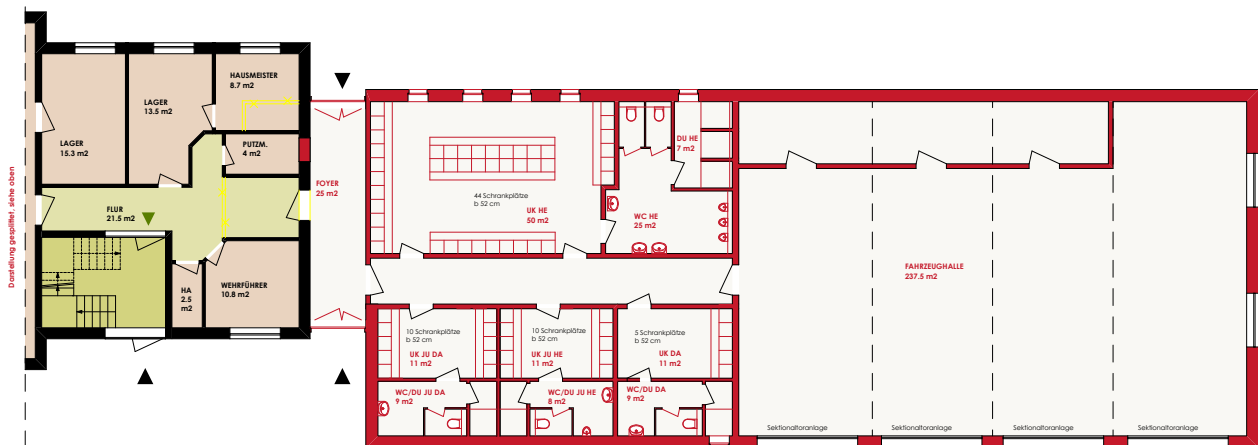 Darstellung gesplittet, siehe oben
HAUSMEISTER
8.7 m2
LAGER
13.5 m2
LAGER
15.3 m2
PUTZM.
4 m2
FLUR
21.5 m2
HA
2.5
m2
WEHRFÜHRER
10.8 m2
FOYER
25 m2
44 Schrankplätze
b 52 cm
UK HE
50 m2
DU HE
7 m2
WC HE
25 m2
FAHRZEUGHALLE
237.5 m2
10 Schrankplätze
b 52 cm
UK JU DA
11 m2
10 Schrankplätze
b 52 cm
UK JU HE
11 m2
5 Schrankplätze
b 52 cm
UK DA
11 m2
WC/DU JU DA
9 m2
WC/DU JU HE
8 m2
WC/DU DA
9 m2
Sektionaltoranlage
Sektionaltoranlage
Sektionaltoranlage
Sektionaltoranlage